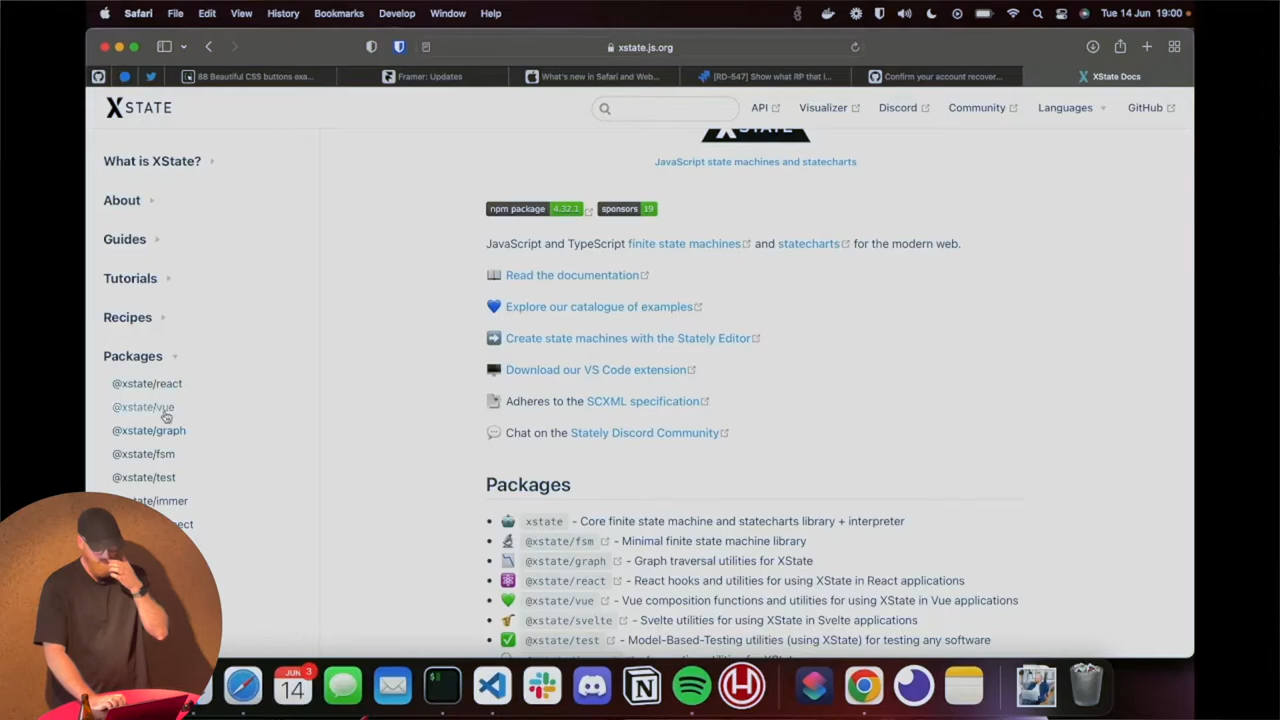 Safari File Edit View History Bookmarks Develop Window Help
Tue 14 Jun 19:00
xstate.js.org
88 Beautiful CSS buttons exa...
Framer: Updates
What's new in Safari and Web...
[RD-547] Show what RP that i...
Confirm your account recover...
XState Docs
XSTATE
API
Visualizer
Discord
Community
Languages
GitHub
What is XState?
About
Guides
Tutorials
Recipes
Packages
@xstate/react
@xstate/vue
@xstate/graph
@xstate/fsm
@xstate/test
tate/immer
pect
XSTATE
JavaScript state machines and statecharts
npm package 4.32.1 sponsors 19
JavaScript and TypeScript finite state machines and statecharts for the modern web.
Read the documentation
Explore our catalogue of examples
Create state machines with the Stately Editor
Download our VS Code extension
Adheres to the SCXML specification
Chat on the Stately Discord Community
Packages
xstate - Core finite state machine and statecharts library + interpreter
@xstate/fsm - Minimal finite state machine library
@xstate/graph - Graph traversal utilities for XState
@xstate/react - React hooks and utilities for using XState in React applications
@xstate/vue - Vue composition functions and utilities for using XState in Vue applications
@xstate/svelte - Svelte utilities for using XState in Svelte applications
@xstate/test - Model-Based-Testing utilities (using XState) for testing any software
JUN 3
14